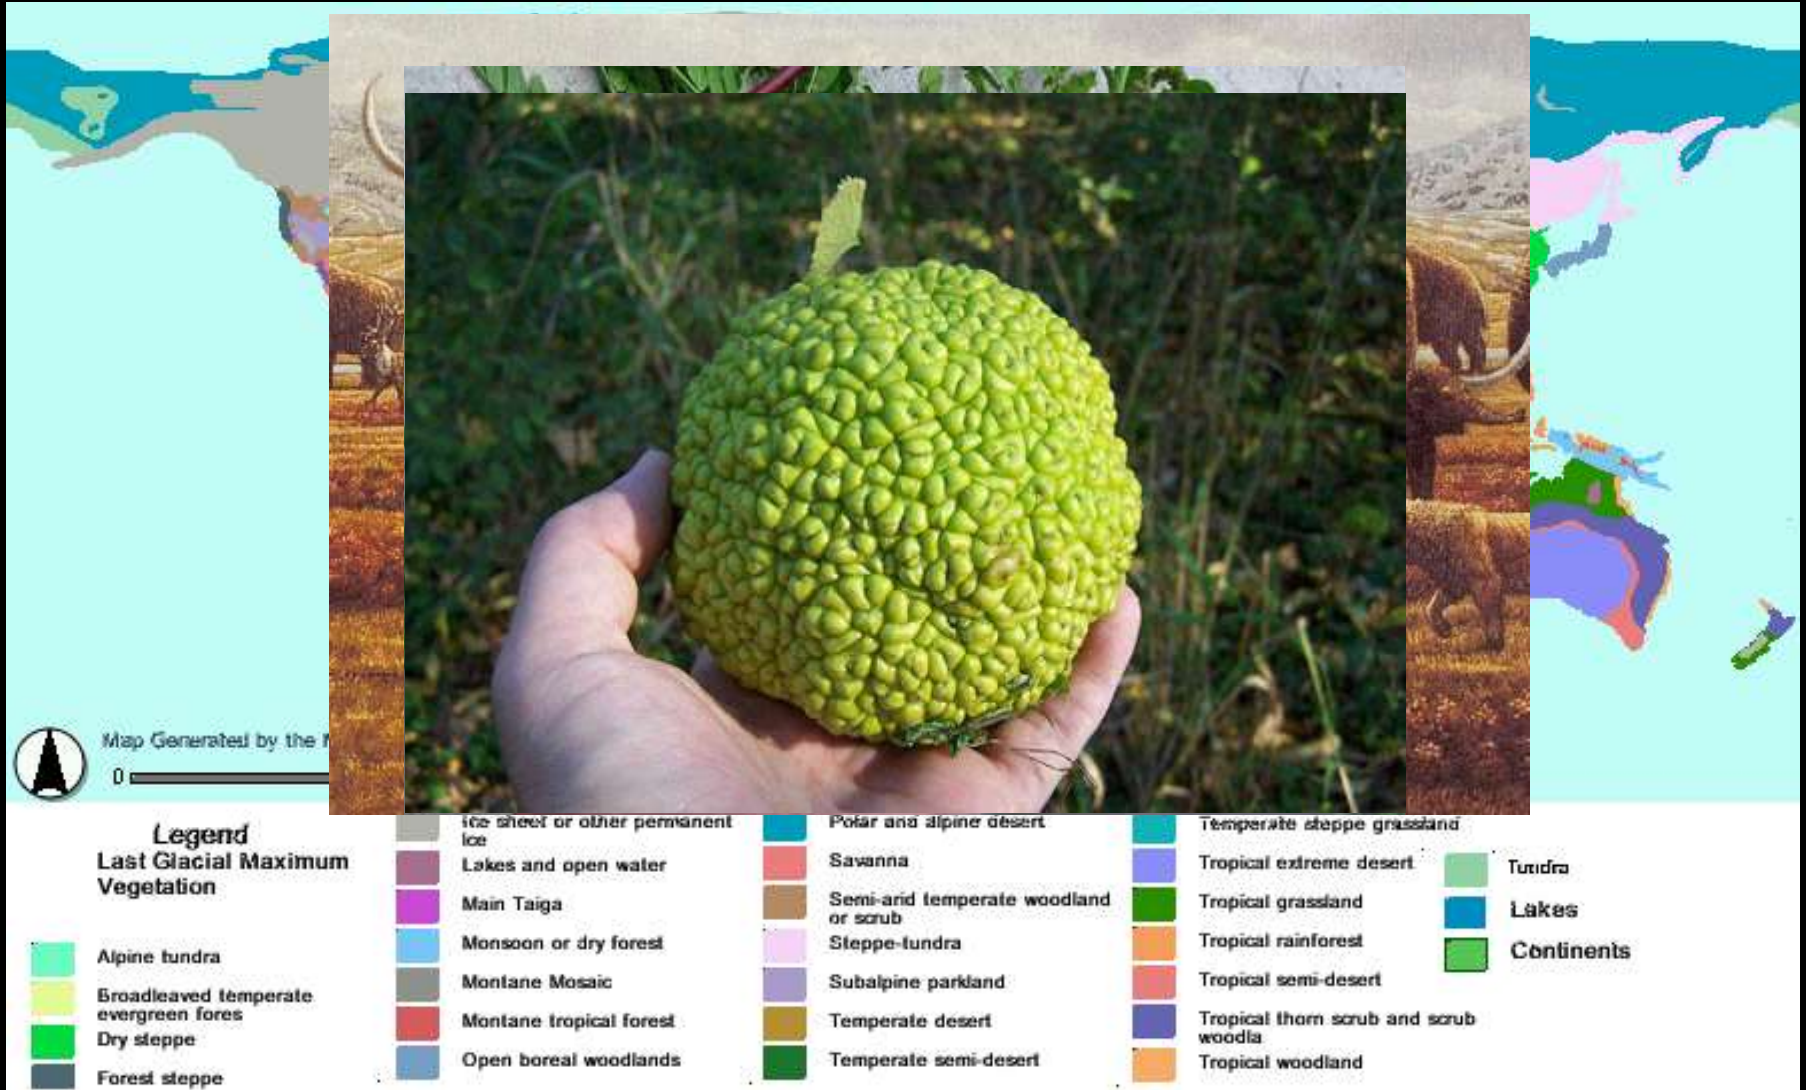 Map Generated by the
0
Legend
Last Glacial Maximum
Vegetation
Alpine tundra
Broadleaved temperate
evergreen fores
Dry steppe
Forest steppe
Ice sheet or other permanent
Ice
Lakes and open water
Main Taiga
Monsoon or dry forest
Montane Mosaic
Montane tropical forest
Open boreal woodlands
Polar and alpine desert
Savanna
Semi-arid temperate woodland
or scrub
Steppe-tundra
Subalpine parkland
Temperate desert
Temperate semi-desert
Temperate steppe grassland
Tropical extreme desert
Tropical grassland
Tropical rainforest
Tropical semi-desert
Tropical thorn scrub and scrub
woodla
Tropical woodland
Tundra
Lakes
Continents